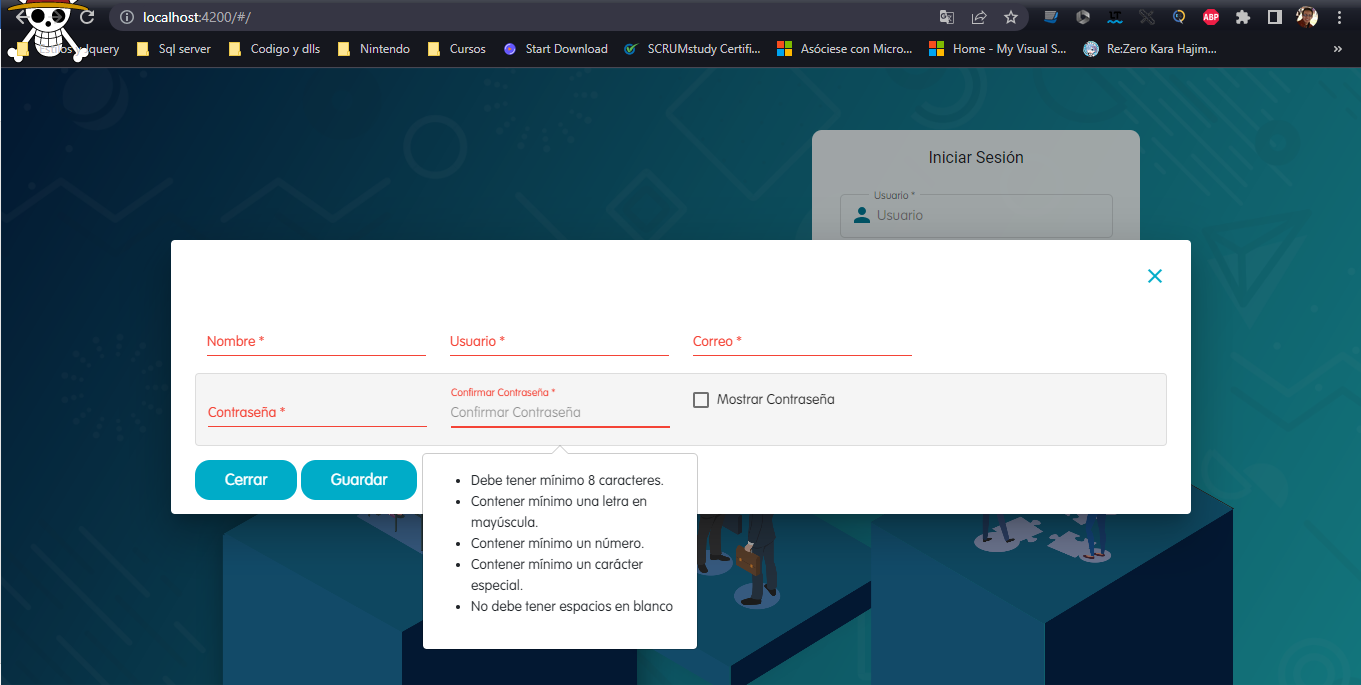 localhost:4200/#/
ABP
Estilos y Jquery
Sql server
Codigo y dlls
Nintendo
Cursos
Start Download
SCRUMstudy Certifi...
Asóciese con Micro...
Home - My Visual S...
Re:Zero Kara Hajim...
»
Iniciar Sesión
Usuario *
Usuario
Nombre *
Usuario *
Correo *
Contraseña *
Confirmar Contraseña *
Confirmar Contraseña
Mostrar Contraseña
Cerrar
Guardar
• Debe tener mínimo 8 caracteres.
• Contener mínimo una letra en
mayúscula.
• Contener mínimo un número.
• Contener mínimo un carácter
especial.
• No debe tener espacios en blanco